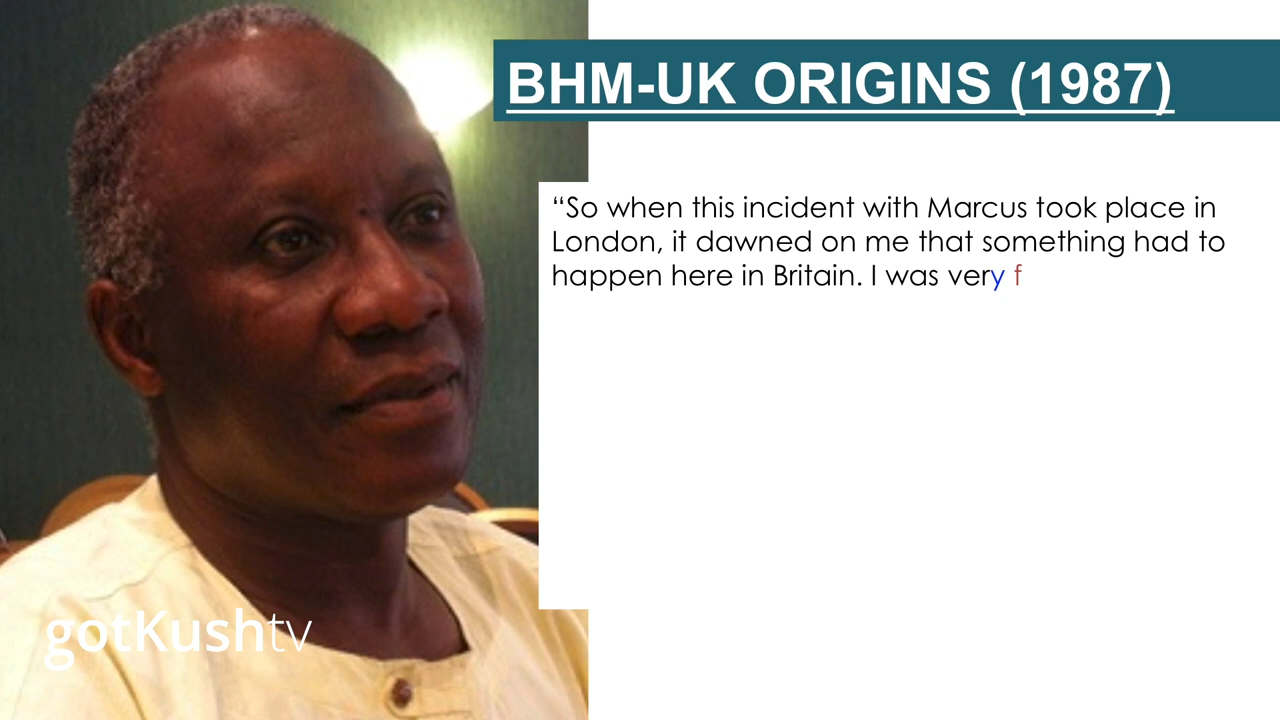 BHM-UK ORIGINS (1987)
“So when this incident with Marcus took place in
London, it dawned on me that something had to
happen here in Britain. I was very f
gotKushtv